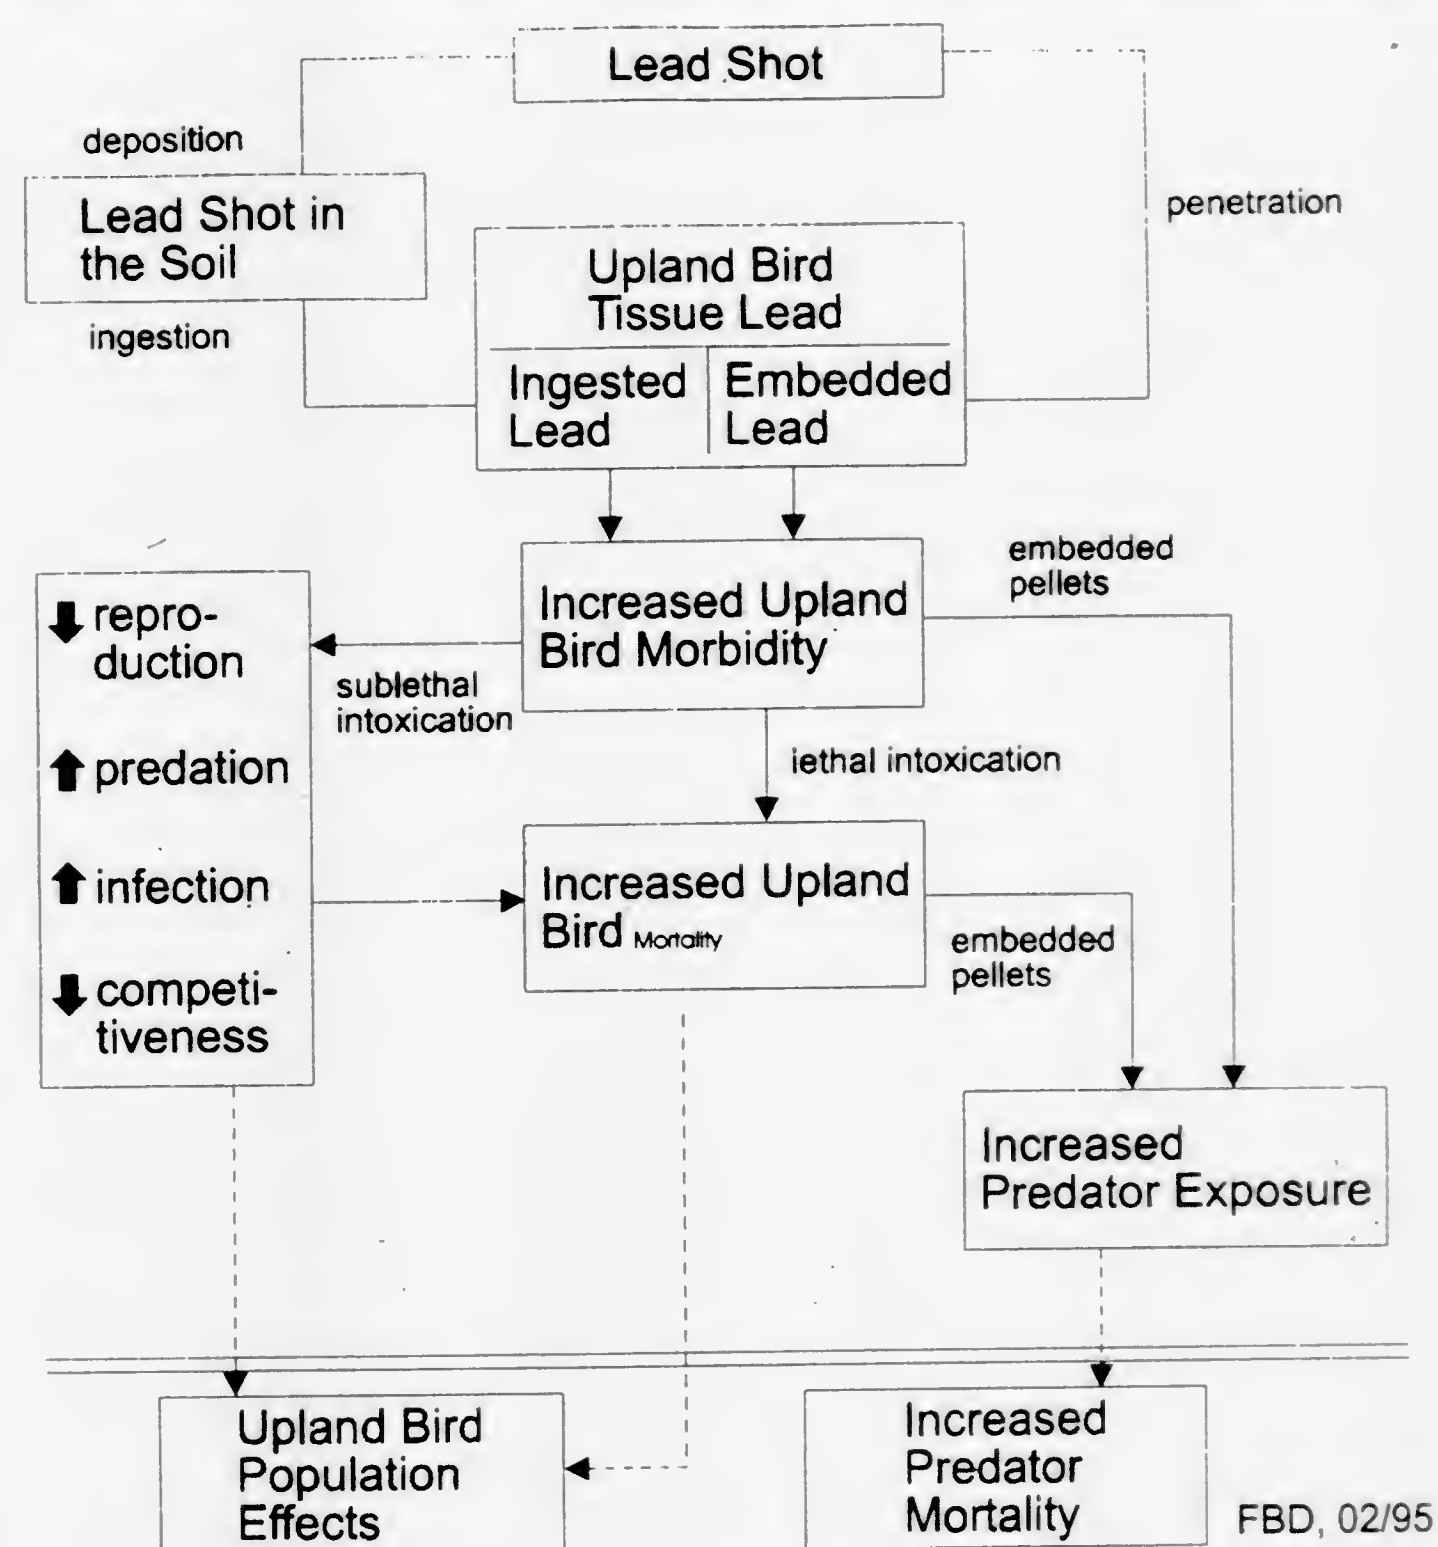 Lead Shot
deposition
Lead Shot in
the Soil
penetration
Upland Bird
Tissue Lead
ingestion
Ingested
Lead
Embedded
Lead
embedded
pellets
Increased Upland
Bird Morbidity
repro-
duction
sublethal
intoxication
predation
lethal intoxication
infection
Increased Upland
Bird Mortality
embedded
pellets
competi-
tiveness
Increased
Predator Exposure
Upland Bird
Population
Effects
Increased
Predator
Mortality
FBD, 02/95